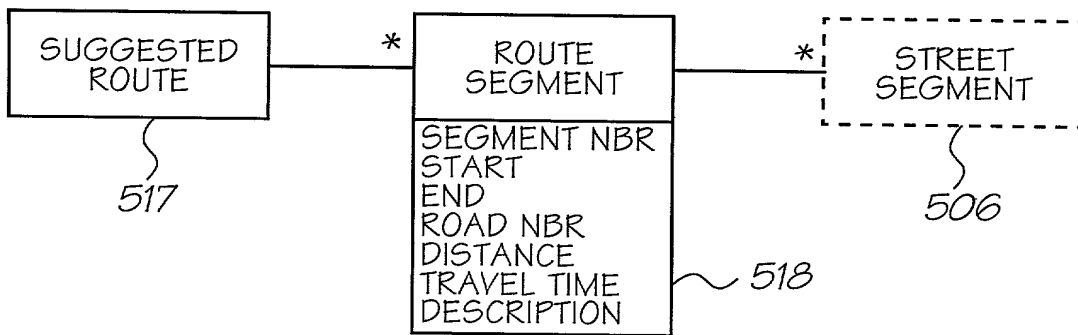 SUGGESTED
ROUTE
*
ROUTE
SEGMENT
*
STREET
SEGMENT
SEGMENT NBR
START
END
ROAD NBR
DISTANCE
TRAVEL TIME
DESCRIPTION
517
506
518